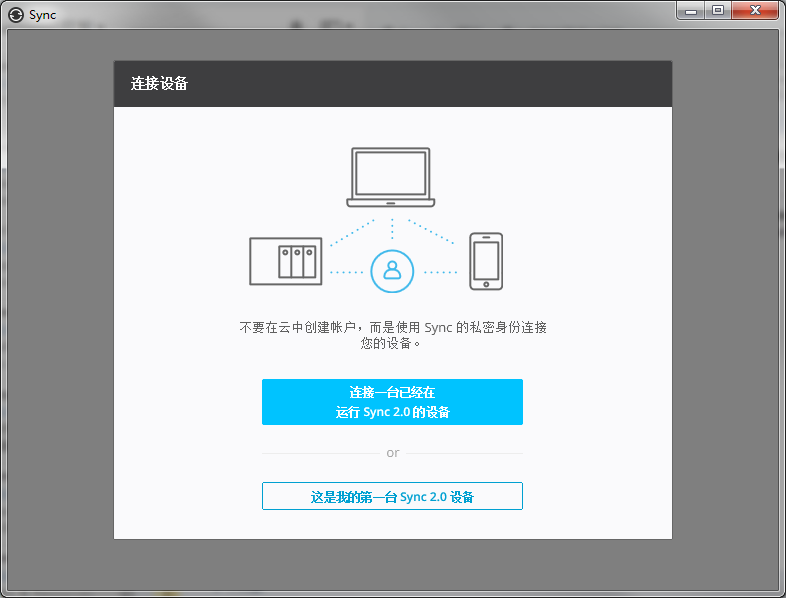 Sync
连接设备
不要在云中创建帐户，而是使用 Sync 的私密身份连接
您的设备。
连接一台已经在
运行 Sync 2.0 的设备
or
这是我的第一台 Sync 2.0 设备